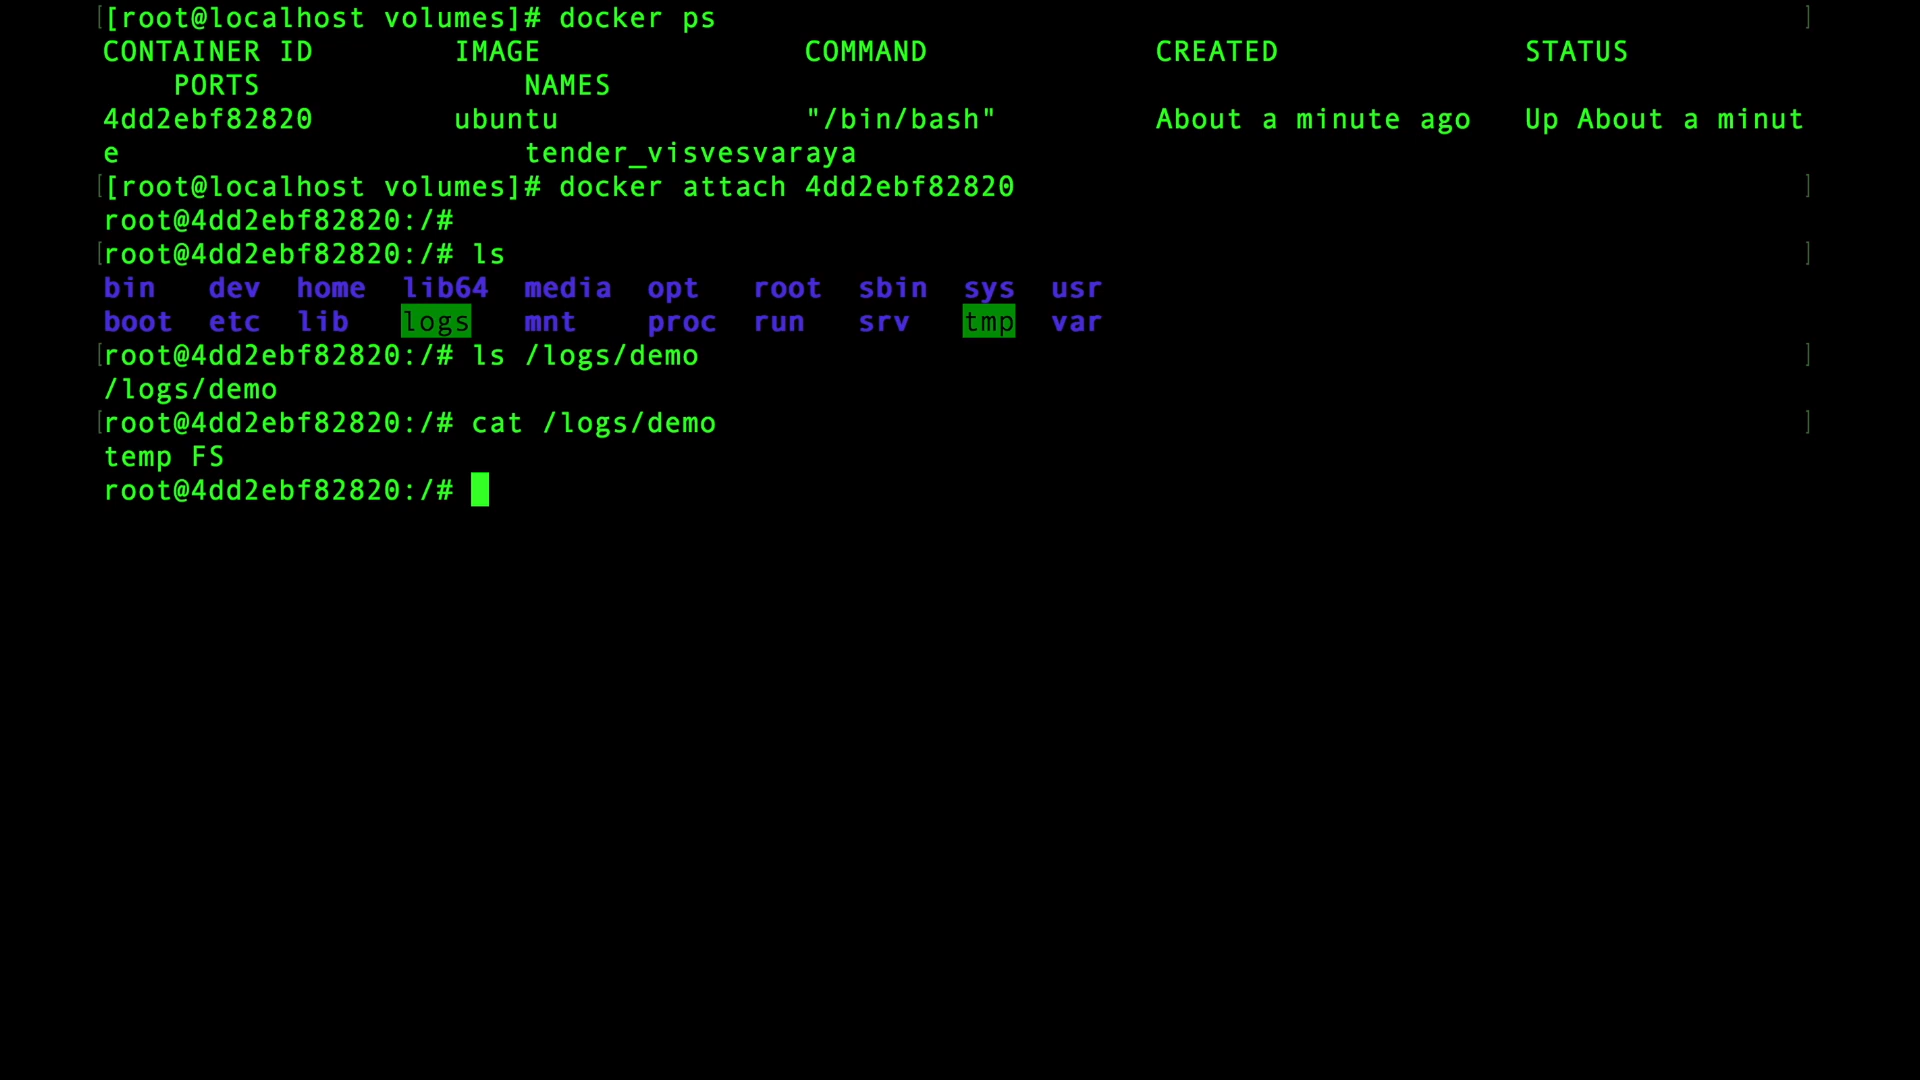 [[root@localhost volumes]# docker ps ]
CONTAINER ID IMAGE COMMAND CREATED STATUS
PORTS NAMES
4dd2ebf82820 ubuntu "/bin/bash" About a minute ago Up About a minut
e tender_visvesvaraya
[[root@localhost volumes]# docker attach 4dd2ebf82820 ]
root@4dd2ebf82820:/#
[root@4dd2ebf82820:/# ls ]
bin dev home lib64 media opt root sbin sys usr
boot etc lib logs mnt proc run srv tmp var
[root@4dd2ebf82820:/# ls /logs/demo ]
/logs/demo
[root@4dd2ebf82820:/# cat /logs/demo ]
temp FS
root@4dd2ebf82820:/#